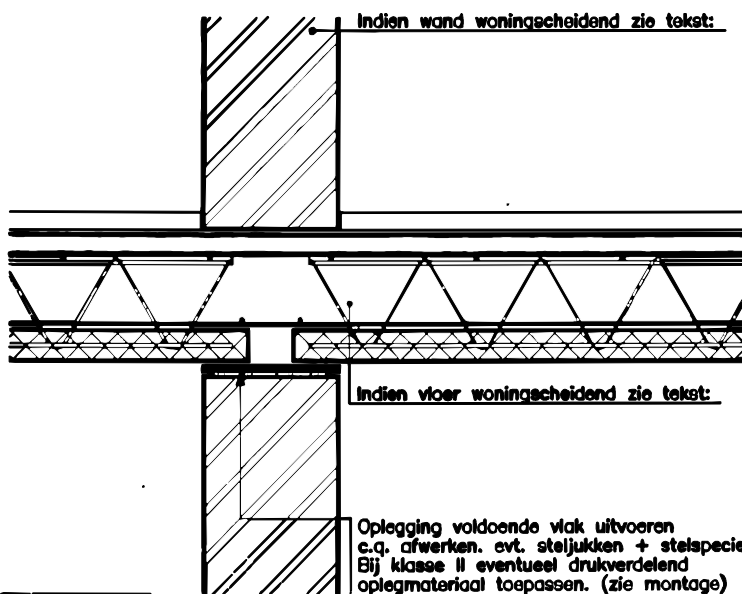 Indien wand woningscheidend zie tekst:
Indien vloer woningscheidend zie tekst:
Oplegging voldoende vlak uitvoeren
c.q. afwerken. evt. steljukken + stelspecie
Bij klasse II eventueel drukverdelend
oplegmateriaal toepassen. (zie montage)